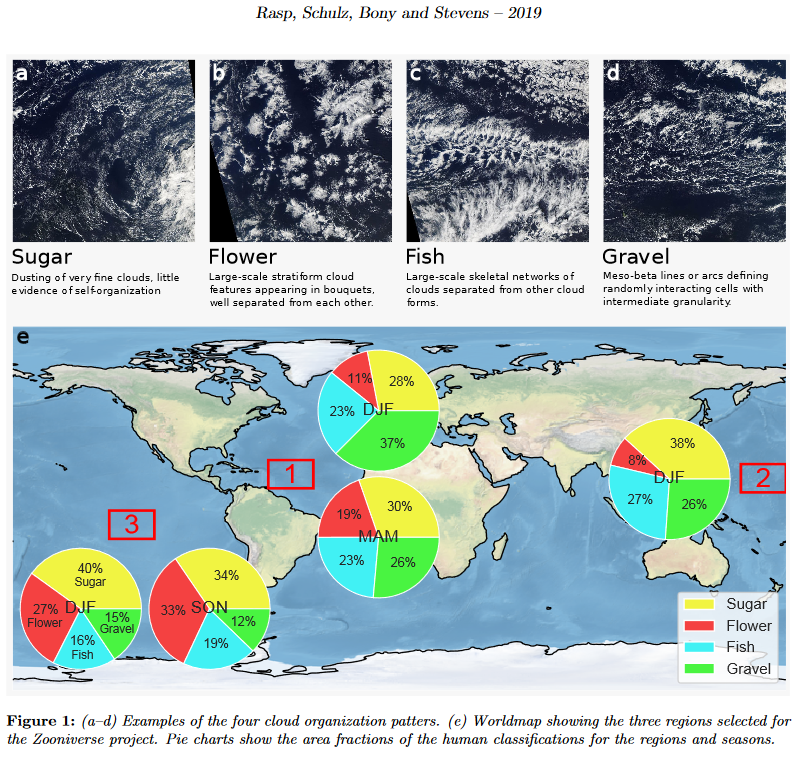 Rasp, Schulz, Bony and Stevens – 2019
a
b
c
d
Sugar
Dusting of very fine clouds, little
evidence of self-organization
Flower
Large-scale stratiform cloud
features appearing in bouquets,
well separated from each other.
Fish
Large-scale skeletal networks of
clouds separated from other cloud
forms.
Gravel
Meso-beta lines or arcs defining
randomly interacting cells with
intermediate granularity.
e
11%
28%
23%
DJF
37%
1
19%
30%
MAM
23%
26%
38%
8%
DJF
27%
26%
2
3
40%
Sugar
27%
Flower
DJF
15%
Gravel
16%
Fish
34%
33%
SON
12%
19%
Sugar
Flower
Fish
Gravel
Figure 1: (a–d) Examples of the four cloud organization patters. (e) Worldmap showing the three regions selected for
the Zooniverse project. Pie charts show the area fractions of the human classifications for the regions and seasons.